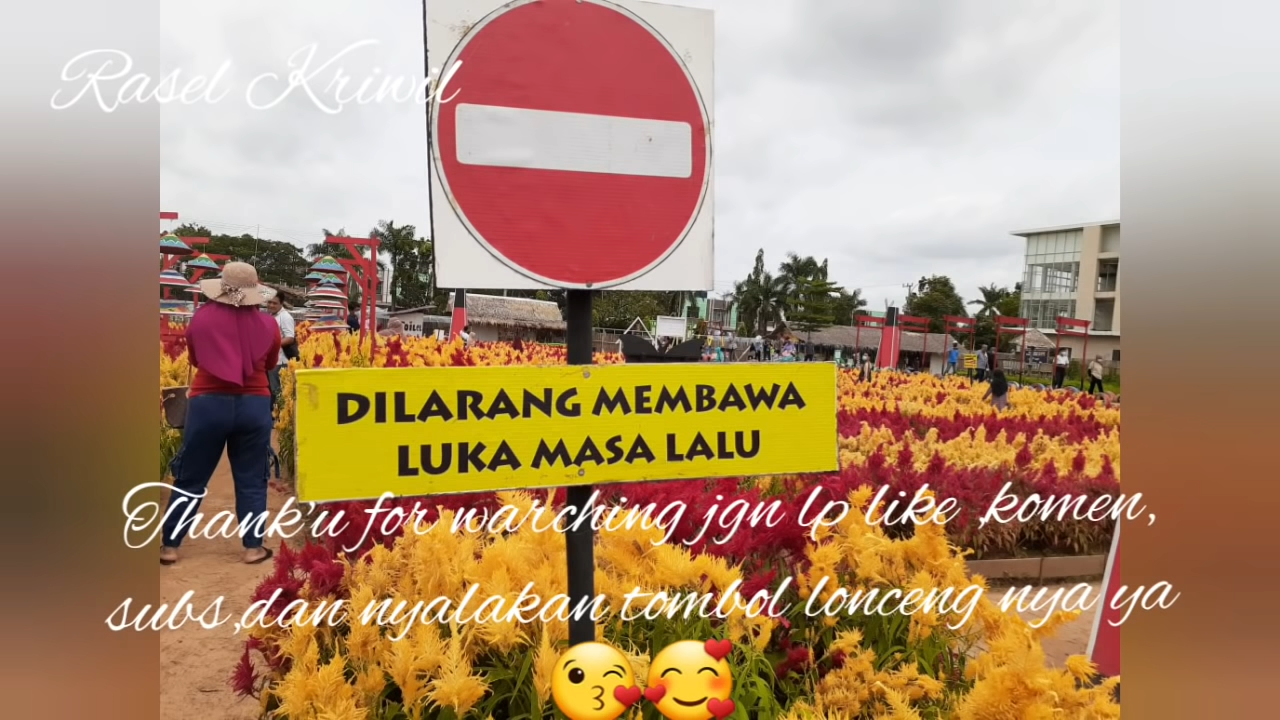 Rasel Kriwil
DILARANG MEMBAWA
LUKA MASA LALU
Thank'u for warching jgn lp like ,komen,
subs,dan nyalakan tombol lonceng nya ya